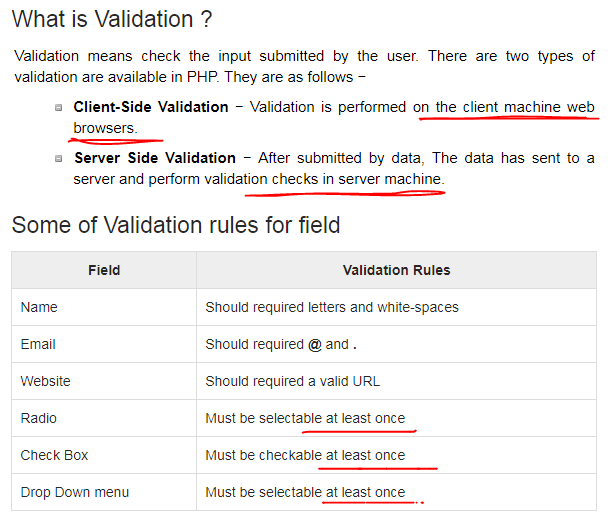 What is Validation ?
Validation means check the input submitted by the user. There are two types of
validation are available in PHP. They are as follows −
Client-Side Validation − Validation is performed on the client machine web
browsers.
Server Side Validation − After submitted by data, The data has sent to a
server and perform validation checks in server machine.
Some of Validation rules for field
Field Validation Rules
Name Should required letters and white-spaces
Email Should required @ and .
Website Should required a valid URL
Radio Must be selectable at least once
Check Box Must be checkable at least once
Drop Down menu Must be selectable at least once